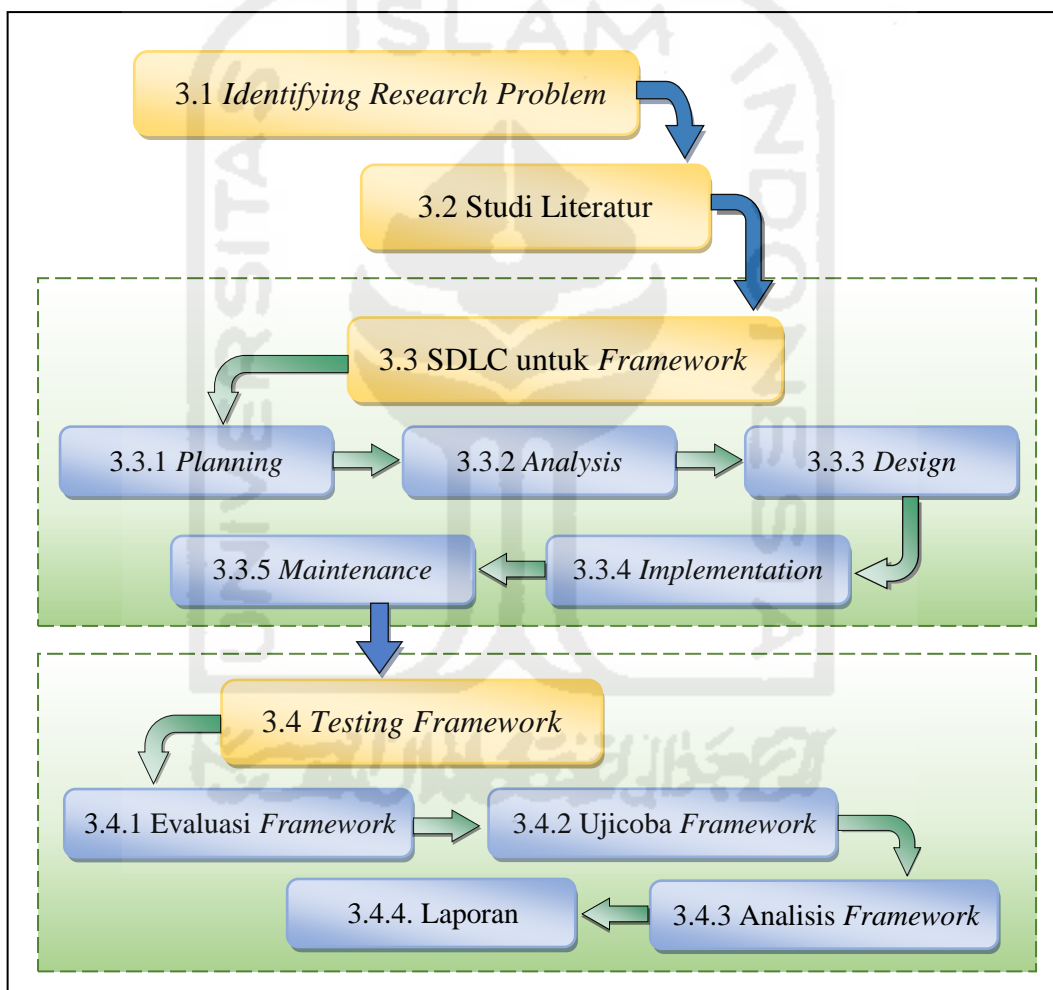 ISLAM
UNIVERSITAS
INDONESIA
3.1 Identifying Research Problem
3.2 Studi Literatur
3.3 SDLC untuk Framework
3.3.1 Planning
3.3.2 Analysis
3.3.3 Design
3.3.5 Maintenance
3.3.4 Implementation
3.4 Testing Framework
3.4.1 Evaluasi Framework
3.4.2 Ujicoba Framework
3.4.4. Laporan
3.4.3 Analisis Framework